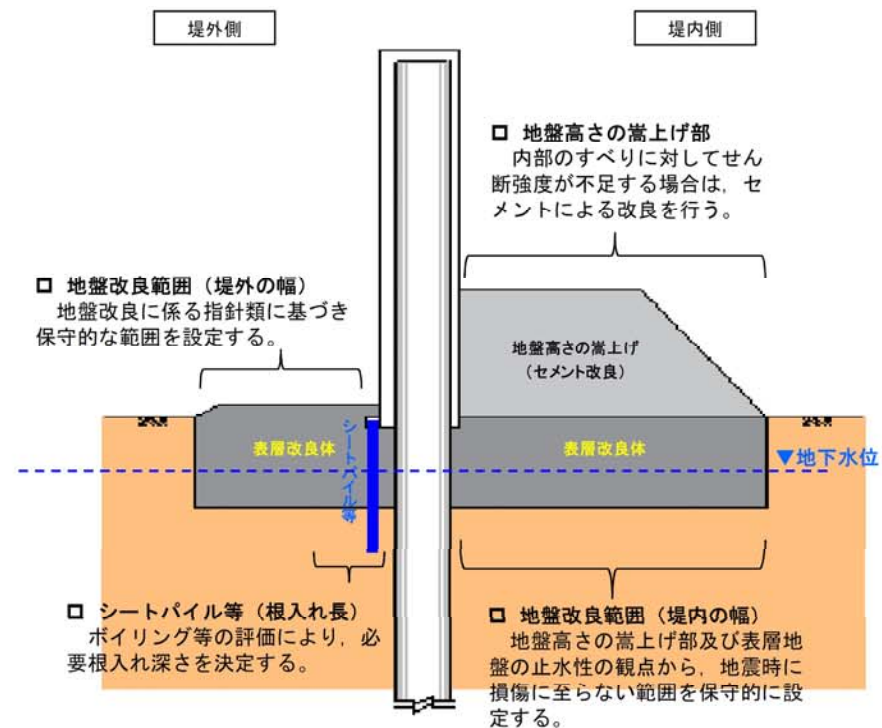 堤外側
堤内側
□ 地盤高さの嵩上げ部
内部のすべりに対してせん
断強度が不足する場合は，セ
メントによる改良を行う。
□ 地盤改良範囲（堤外の幅）
地盤改良に係る指針類に基づき
保守的な範囲を設定する。
地盤高さの嵩上げ
（セメント改良）
表層改良体
シートパイル等
表層改良体
▼地下水位
□ シートパイル等（根入れ長）
ボイリング等の評価により，必
要根入れ深さを決定する。
□ 地盤改良範囲（堤内の幅）
地盤高さの嵩上げ部及び表層地
盤の止水性の観点から，地震時に
損傷に至らない範囲を保守的に設
定する。